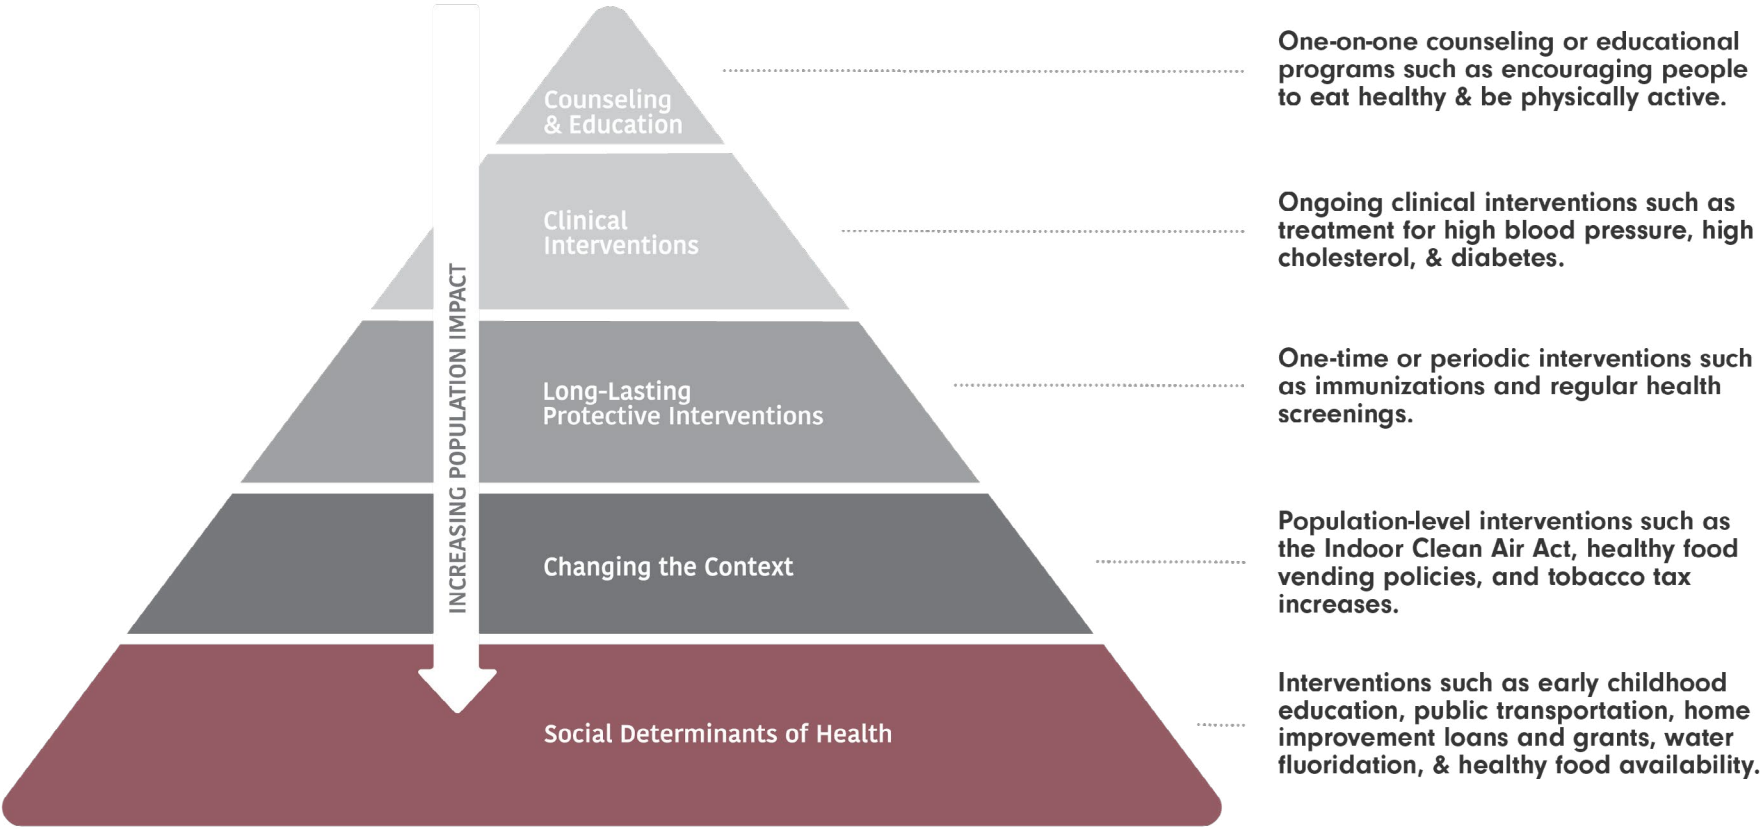 Counseling
& Education
One-on-one counseling or educational
programs such as encouraging people
to eat healthy & be physically active.
Clinical
Interventions
Ongoing clinical interventions such as
treatment for high blood pressure, high
cholesterol, & diabetes.
INCREASING POPULATION IMPACT
Long-Lasting
Protective Interventions
One-time or periodic interventions such
as immunizations and regular health
screenings.
Changing the Context
Population-level interventions such as
the Indoor Clean Air Act, healthy food
vending policies, and tobacco tax
increases.
Social Determinants of Health
Interventions such as early childhood
education, public transportation, home
improvement loans and grants, water
fluoridation, & healthy food availability.